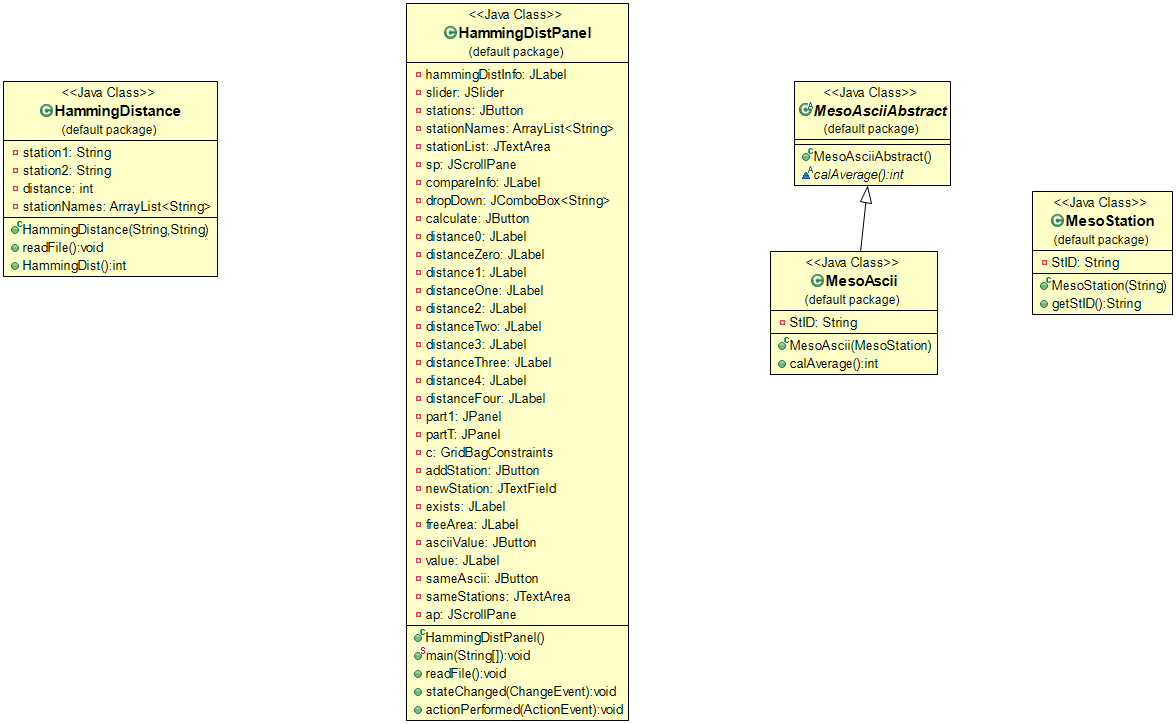 <<Java Class>>
HammingDistance
(default package)
station1: String
station2: String
distance: int
stationNames: ArrayList<String>
HammingDistance(String,String)
readFile():void
HammingDist():int
<<Java Class>>
HammingDistPanel
(default package)
hammingDistInfo: JLabel
slider: JSlider
stations: JButton
stationNames: ArrayList<String>
stationList: JTextArea
sp: JScrollPane
compareInfo: JLabel
dropDown: JComboBox<String>
calculate: JButton
distance0: JLabel
distanceZero: JLabel
distance1: JLabel
distanceOne: JLabel
distance2: JLabel
distanceTwo: JLabel
distance3: JLabel
distanceThree: JLabel
distance4: JLabel
distanceFour: JLabel
part1: JPanel
partT: JPanel
c: GridBagConstraints
addStation: JButton
newStation: JTextField
exists: JLabel
freeArea: JLabel
asciiValue: JButton
value: JLabel
sameAscii: JButton
sameStations: JTextArea
ap: JScrollPane
HammingDistPanel()
main(String[]):void
readFile():void
stateChanged(ChangeEvent):void
actionPerformed(ActionEvent):void
<<Java Class>>
MesoAsciiAbstract
(default package)
MesoAsciiAbstract()
calAverage():int
<<Java Class>>
MesoAscii
(default package)
StID: String
MesoAscii(MesoStation)
calAverage():int
<<Java Class>>
MesoStation
(default package)
StID: String
MesoStation(String)
getStID():String